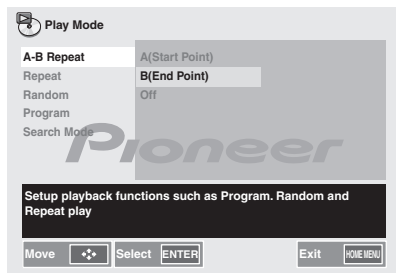 Play Mode
A-B Repeat A(Start Point)
Repeat B(End Point)
Random Off
Program
Search Mode
Pioneer
Setup playback functions such as Program. Random and
Repeat play
Move Select ENTER Exit HOME MENU